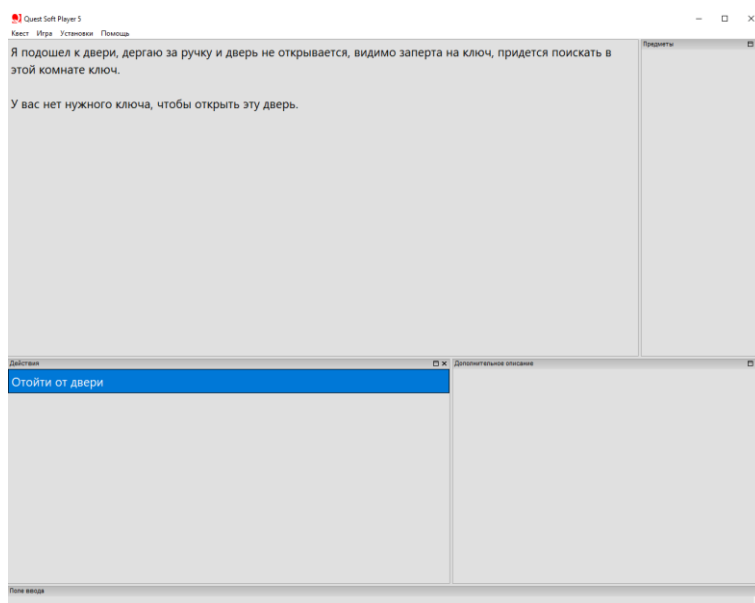 Quest Soft Player 5
Квест Игра Установки Помощь
Я подошел к двери, дергаю за ручку и дверь не открывается, видимо заперта на ключ, придется поискать в
этой комнате ключ.
У вас нет нужного ключа, чтобы открыть эту дверь.
Предметы
Действия
Отойти от двери
Дополнительное описание
Поле ввода